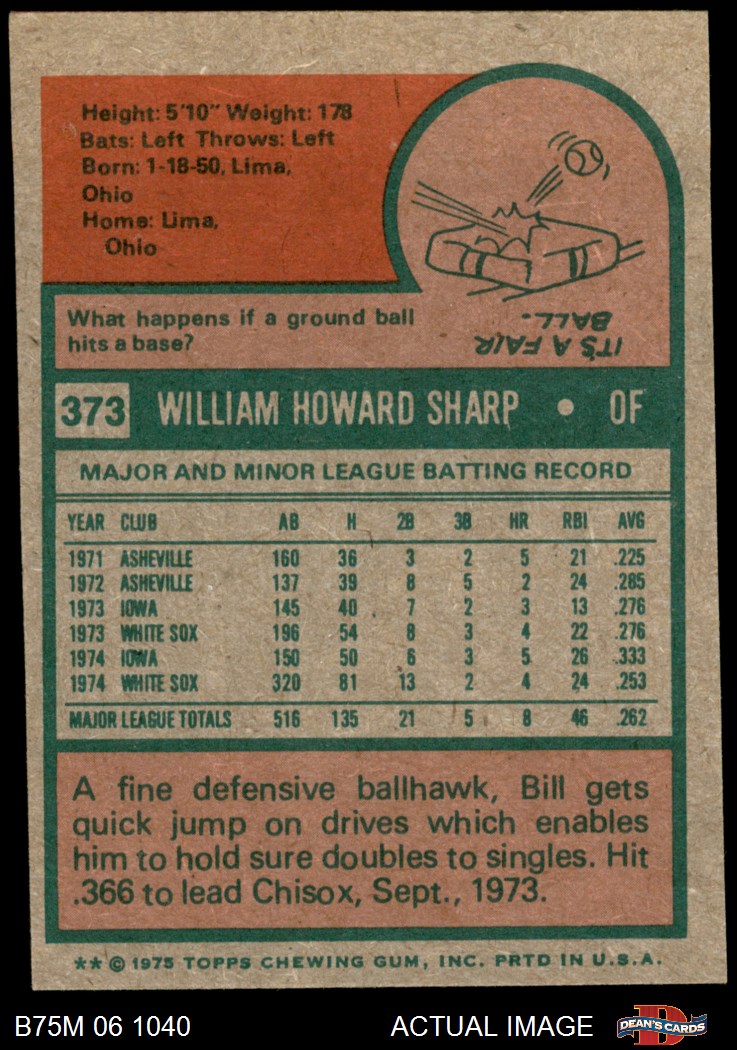 Height: 5'10" Weight: 178
Bats: Left Throws: Left
Born: 1-18-50, Lima,
Ohio
Home: Lima,
Ohio
What happens if a ground ball
hits a base?
IT'S A FAIR
BALL.
373 WILLIAM HOWARD SHARP • OF
MAJOR AND MINOR LEAGUE BATTING RECORD
YEAR CLUB AB H 2B 3B HR RBI AVG
1971 ASHEVILLE 160 36 3 2 5 21 .225
1972 ASHEVILLE 137 39 8 5 2 24 .285
1973 IOWA 145 40 7 2 3 13 .276
1973 WHITE SOX 196 54 8 3 4 22 .276
1974 IOWA 150 50 6 3 5 26 .333
1974 WHITE SOX 320 81 13 2 4 24 .253
MAJOR LEAGUE TOTALS 516 135 21 5 8 46 .262
A fine defensive ballhawk, Bill gets
quick jump on drives which enables
him to hold sure doubles to singles. Hit
.366 to lead Chisox, Sept., 1973.
** © 1975 TOPPS CHEWING GUM, INC. PRTD IN U.S.A.
B75M 06 1040 ACTUAL IMAGE DEAN'S CARDS